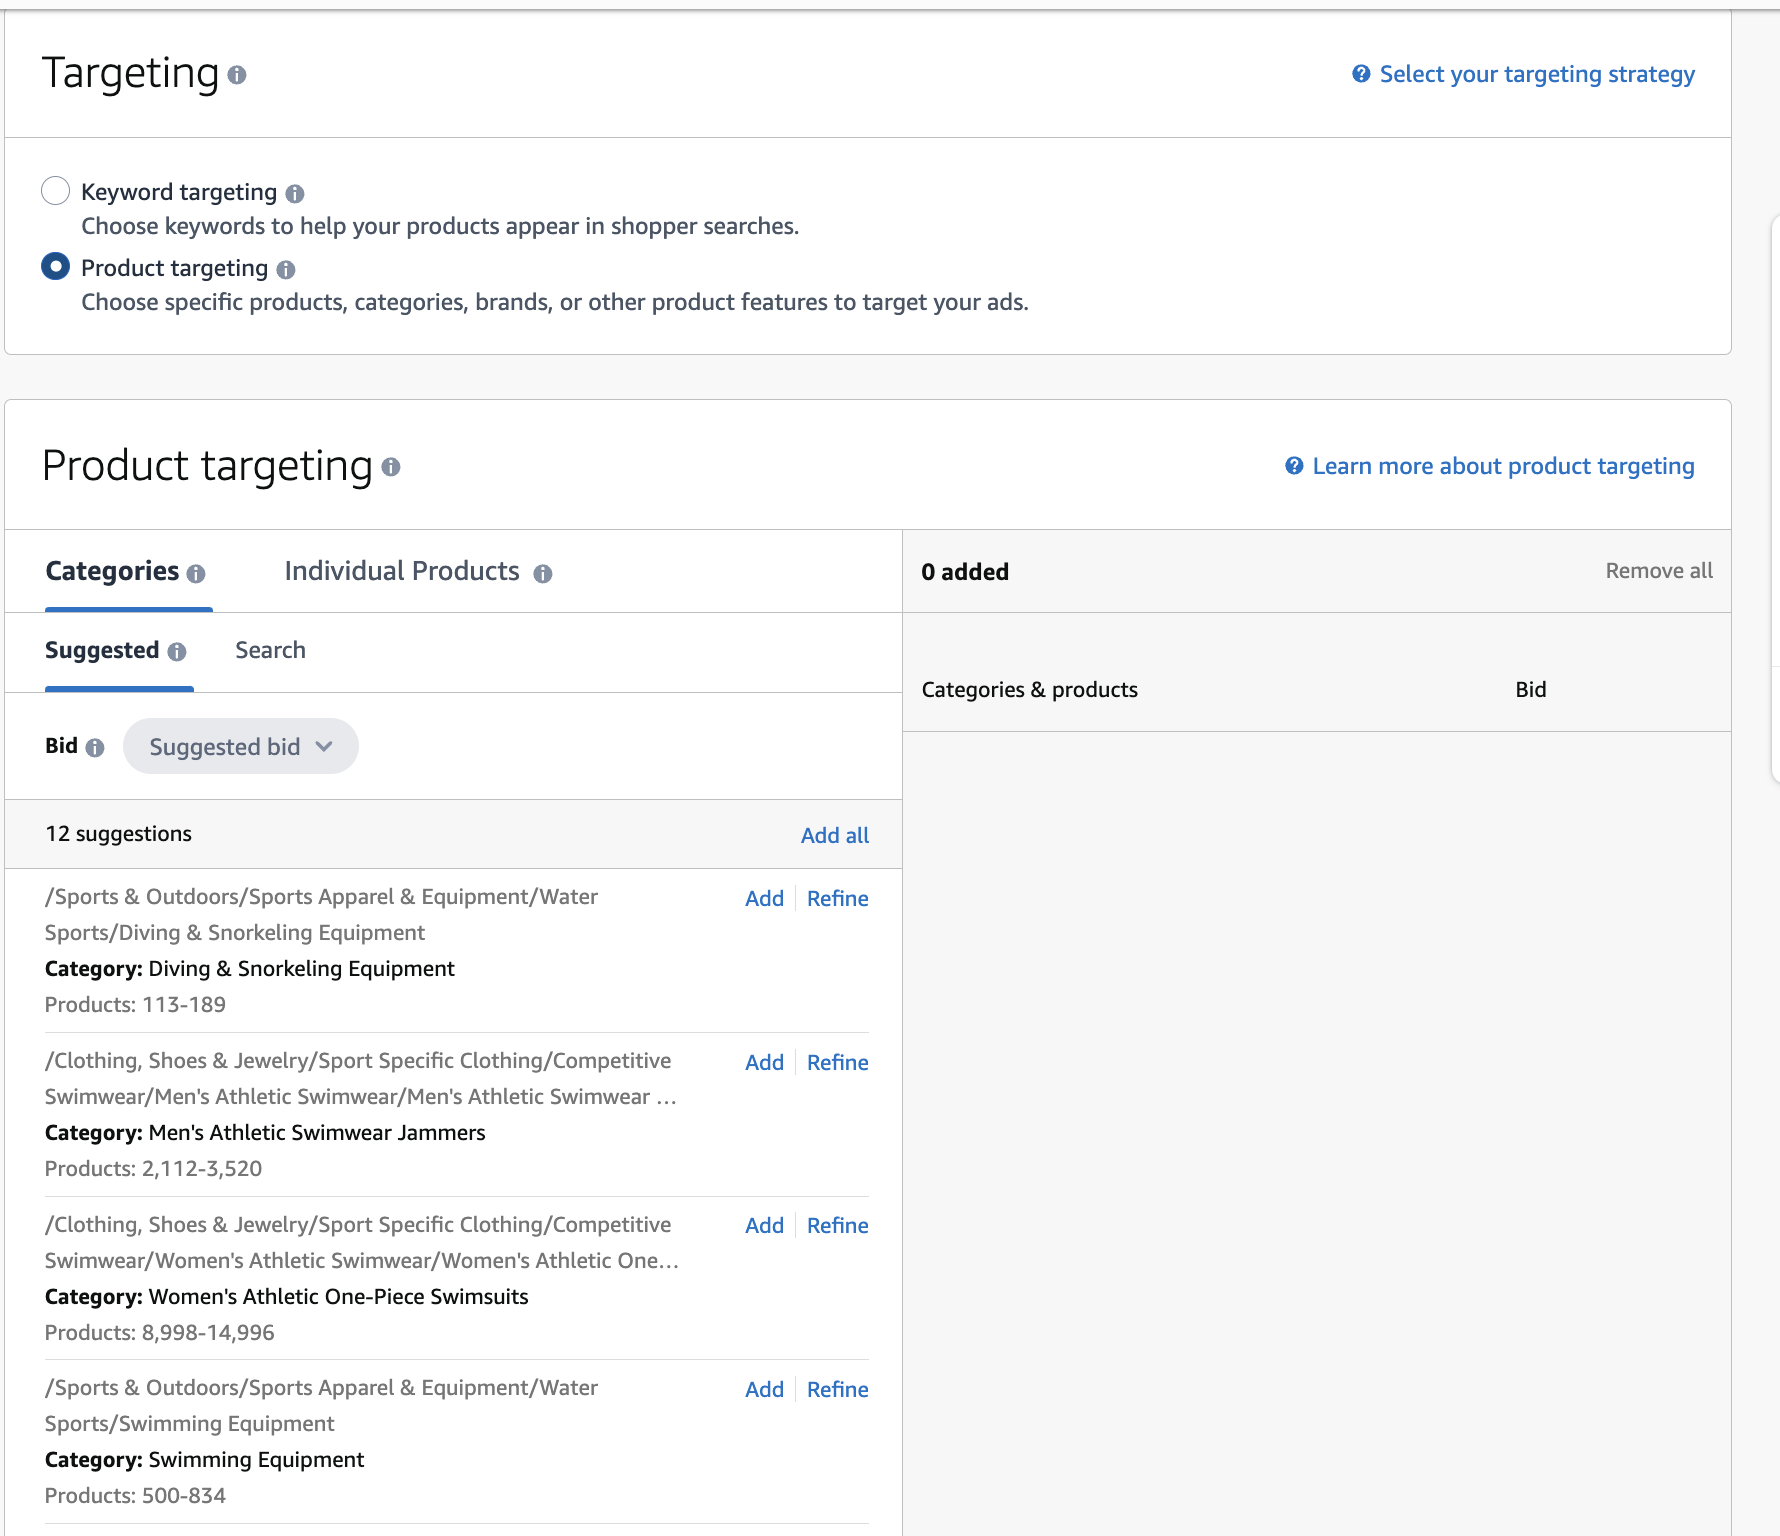 Targeting
Select your targeting strategy
Keyword targeting
Choose keywords to help your products appear in shopper searches.
Product targeting
Choose specific products, categories, brands, or other product features to target your ads.
Product targeting
Learn more about product targeting
Categories
Individual Products
0 added
Remove all
Suggested
Search
Categories & products
Bid
Bid
Suggested bid
12 suggestions
Add all
/Sports & Outdoors/Sports Apparel & Equipment/Water
Sports/Diving & Snorkeling Equipment
Add
Refine
Category: Diving & Snorkeling Equipment
Products: 113-189
/Clothing, Shoes & Jewelry/Sport Specific Clothing/Competitive
Swimwear/Men's Athletic Swimwear/Men's Athletic Swimwear ...
Add
Refine
Category: Men's Athletic Swimwear Jammers
Products: 2,112-3,520
/Clothing, Shoes & Jewelry/Sport Specific Clothing/Competitive
Swimwear/Women's Athletic Swimwear/Women's Athletic One...
Add
Refine
Category: Women's Athletic One-Piece Swimsuits
Products: 8,998-14,996
/Sports & Outdoors/Sports Apparel & Equipment/Water
Sports/Swimming Equipment
Add
Refine
Category: Swimming Equipment
Products: 500-834